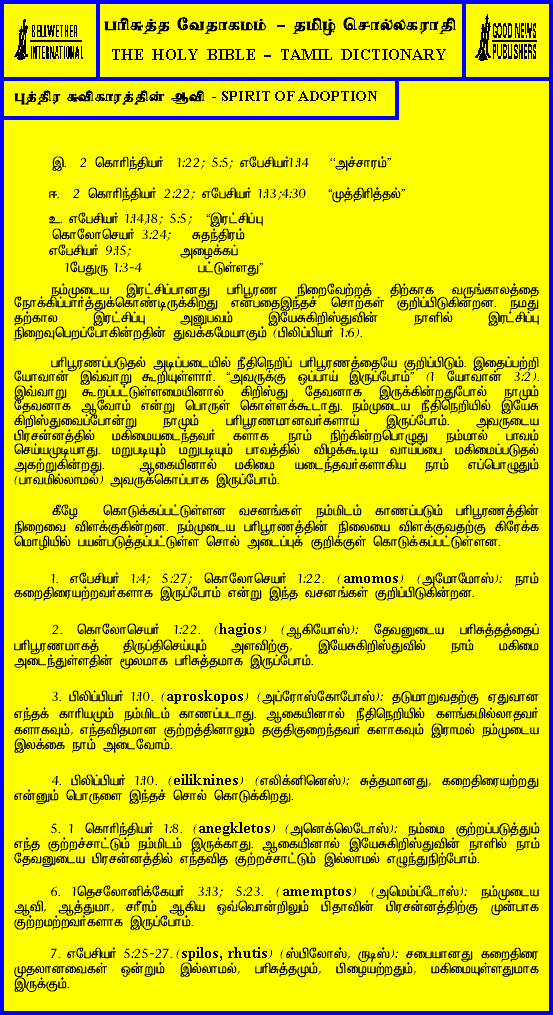 BELLWETHER
INTERNATIONAL
பரிசுத்த வேதாகமம் – தமிழ் சொல்லகராதி
THE HOLY BIBLE – TAMIL DICTIONARY
GOOD NEWS
PUBLISHERS
புத்திர சுவிகாரத்தின் ஆவி - SPIRIT OF ADOPTION
இ. 2 கொரிந்தியர் 1:22; 5:5; எபேசியர்1:14 “அச்சாரம்”
ஈ. 2 கொரிந்தியர் 2:22; எபேசியர் 1:13;4:30 “முத்திரித்தல்”
உ. எபேசியர் 1:14,18; 5:5; “இரட்சிப்பு
கொலோசெயர் 3:24; சுதந்திரம்
எபேசியர் 9:15; அழைக்கப்
1பேதுரு 1:3-4 பட்டுள்ளது”
நம்முடைய இரட்சிப்பானது பரிபூரண நிறைவேற்றத் திற்காக வருங்காலத்தை
நோக்கிப்பார்த்துக்கொண்டிருக்கிறது என்பதைஇந்தச் சொற்கள் குறிப்பிடுகின்றன. நமது
தற்கால இரட்சிப்பு அனுபவம் இயேசுகிறிஸ்துவின் நாளில் இரட்சிப்பு
நிறைவுபெறப்போகின்றதின் துவக்கமேயாகும் (பிலிப்பியர் 1:6).
பரிபூரணப்படுதல் அடிப்படையில் நீதிநெறிப் பரிபூரணத்தையே குறிப்பிடும். இதைப்பற்றி
யோவான் இவ்வாறு கூறியுள்ளார். “அவருக்கு ஒப்பாய் இருப்போம்” (1 யோவான் 3:2).
இவ்வாறு கூறப்பட்டுள்ளமையினால் கிறிஸ்து தேவனாக இருக்கின்றதுபோல் நாமும்
தேவனாக ஆவோம் என்று பொருள் கொள்ளக்கூடாது. நம்முடைய நீதிநெறியில் இயேசு
கிறிஸ்துவைப்போன்று நாமும் பரிபூரணமானவர்களாய் இருப்போம். அவருடைய
பிரசன்னத்தில் மகிமையடைந்தவர் களாக நாம் நிற்கின்றபொழுது நம்மால் பாவம்
செய்யமுடியாது. மறுபடியும் மறுபடியும் பாவத்தில் விழக்கூடிய வாய்பை மகிமைப்படுதல்
அகற்றுகின்றது. ஆகையினால் மகிமை யடைந்தவர்களாகிய நாம் எப்பொழுதும்
(பாவமில்லாமல்) அவருக்கொப்பாக இருப்போம்.
கீழே கொடுக்கப்பட்டுள்ளன வசனங்கள் நம்மிடம் காணப்படும் பரிபூரணத்தின்
நிறைவை விளக்குகின்றன. நம்முடைய பரிபூரணத்தின் நிலையை விளக்குவதற்கு கிரேக்க
மொழியில் பயன்படுத்தப்பட்டுள்ள சொல் அடைப்புக் குறிக்குள் கொடுக்கப்பட்டுள்ளன.
1. எபேசியர் 1:4; 5:27; கொலோசெயர் 1:22. (amomos) (அமோமோஸ்): நாம்
கறைதிரையற்றவர்களாக இருப்போம் என்று இந்த வசனங்கள் குறிப்பிடுகின்றன.
2. கொலோசெயர் 1:22. (hagios) (ஆகியோஸ்): தேவனுடைய பரிசுத்தத்தைப்
பரிபூரணமாகத் திருப்திசெய்யும் அளவிற்கு, இயேசுகிறிஸ்துவில் நாம் மகிமை
அடைந்துள்ளதின் மூலமாக பரிசுத்தமாக இருப்போம்.
3. பிலிப்பியர் 1:10. (aproskopos) (அப்ரோஸ்கோபோஸ்): தடுமாறுவதற்கு ஏதுவான
எந்தக் காரியமும் நம்மிடம் காணப்படாது. ஆகையினால் நீதிநெறியில் களங்கமில்லாதவர்
களாகவும், எந்தவிதமான குற்றத்தினாலும் தகுதிகுறைந்தவர் களாகவும் இராமல் நம்முடைய
இலக்கை நாம் அடைவோம்.
4. பிலிப்பியர் 1:10. (eiliknines) (எலிக்னினெஸ்): சுத்தமானது, கறைதிரையற்றது
என்னும் பொருளை இந்தச் சொல் கொடுக்கிறது.
5. 1 கொரிந்தியர் 1:8. (anegkletos) (அனெக்லெடோஸ்): நம்மை குற்றப்படுத்தும்
எந்த குற்றச்சாட்டும் நம்மிடம் இருக்காது. ஆகையினால் இயேசுகிறிஸ்துவின் நாளில் நாம்
தேவனுடைய பிரசன்னத்தில் எந்தவித குற்றச்சாட்டும் இல்லாமல் எழுந்துநிற்போம்.
6. 1தெசலோனிக்கேயர் 3:13; 5:23. (amemptos) (அமெம்ப்டோஸ்): நம்முடைய
ஆவி, ஆத்துமா, சரீரம் ஆகிய ஒவ்வொன்றிலும் பிதாவின் பிரசன்னத்திற்கு முன்பாக
குற்றமற்றவர்களாக இருப்போம்.
7. எபேசியர் 5:25-27. (spilos, rhutis) (ஸ்பிலோஸ், ருடிஸ்): சபையானது கறைதிரை
முதலானவைகள் ஒன்றும் இல்லாமல், பரிசுத்தமும், பிழையற்றதும், மகிமையுள்ளதுமாக
இருக்கும்.